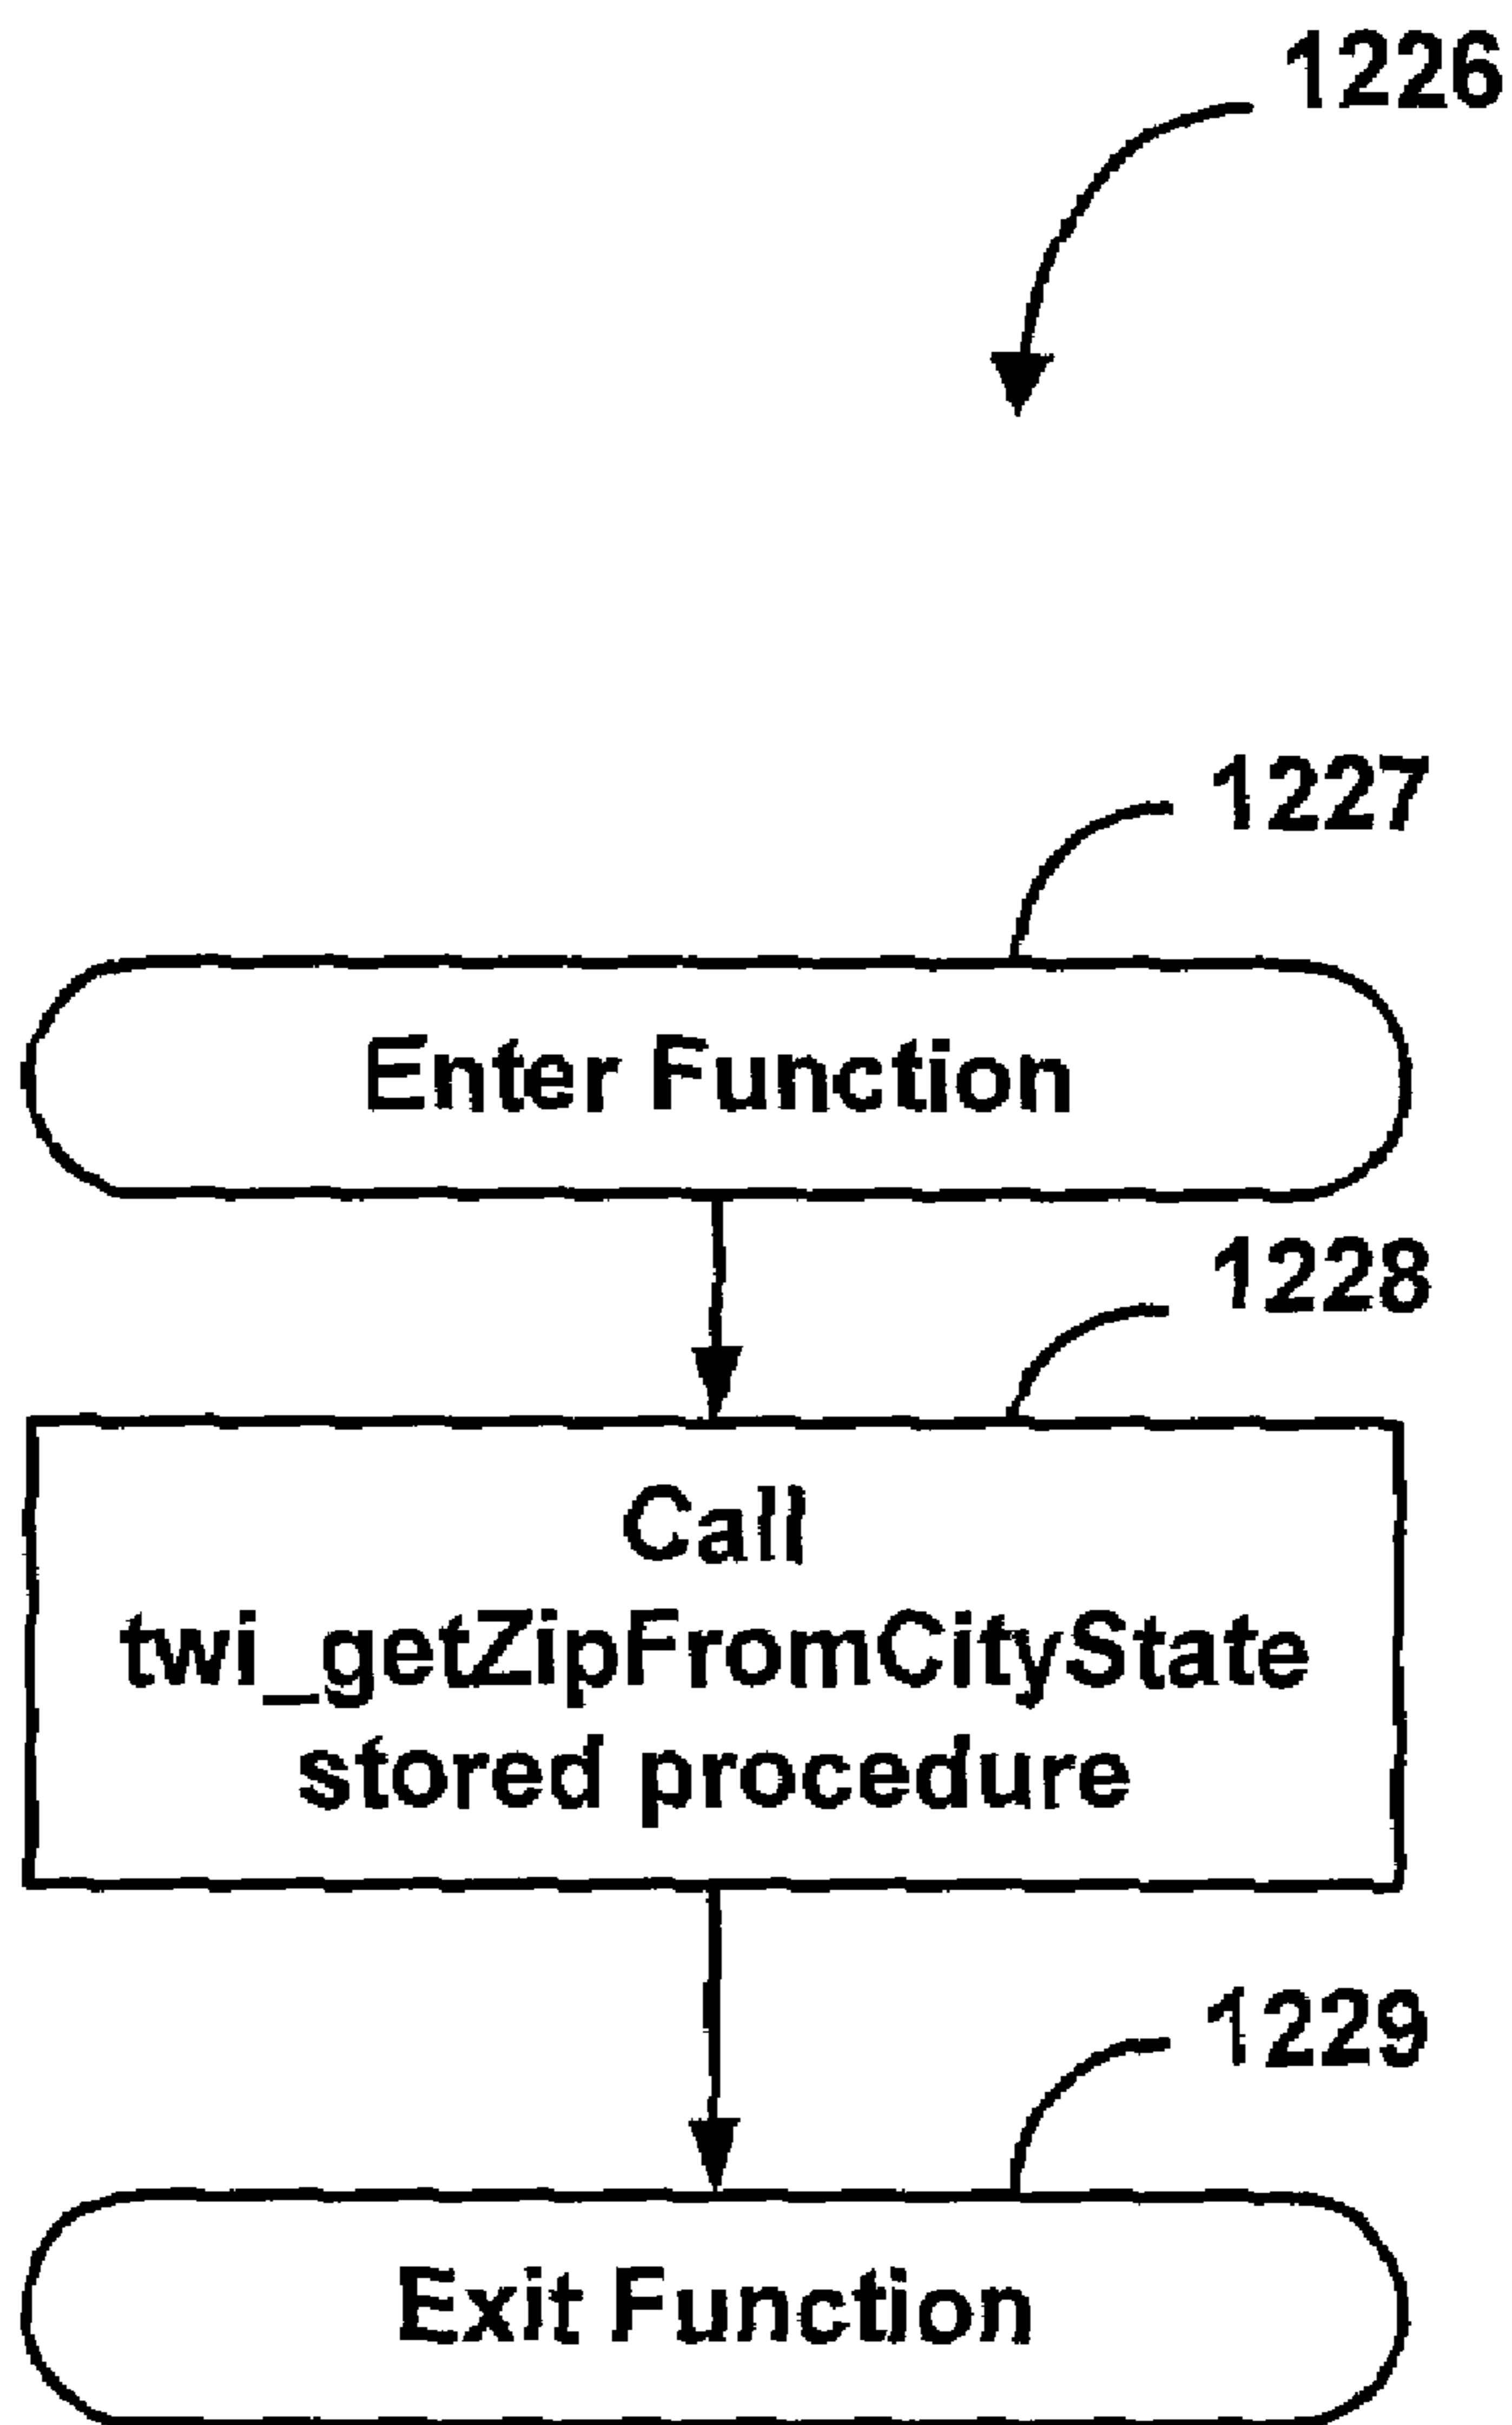 1226
1227
Enter Function
1228
Call
twi_getZipFromCityState
stored procedure
1229
Exit Function